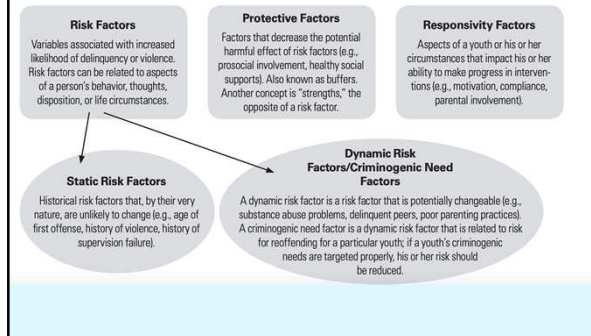 Risk Factors
Variables associated with increased
likelihood of delinquency or violence.
Risk factors can be related to aspects
of a person's behavior, thoughts,
disposition, or life circumstances.
Protective Factors
Factors that decrease the potential
harmful effect of risk factors (e.g.,
prosocial involvement, healthy social
supports). Also known as buffers.
Another concept is "strengths," the
opposite of a risk factor.
Responsivity Factors
Aspects of a youth or his or her
circumstances that impact his or her
ability to make progress in interven-
tions (e.g., motivation, compliance,
parental involvement).
Static Risk Factors
Historical risk factors that, by their very
nature, are unlikely to change (e.g., age of
first offense, history of violence, history of
supervision failure).
Dynamic Risk
Factors/Criminogenic Need
Factors
A dynamic risk factor is a risk factor that is potentially changeable (e.g.,
substance abuse problems, delinquent peers, poor parenting practices).
A criminogenic need factor is a dynamic risk factor that is related to risk
for reoffending for a particular youth; if a youth's criminogenic
needs are targeted properly, his or her risk should
be reduced.